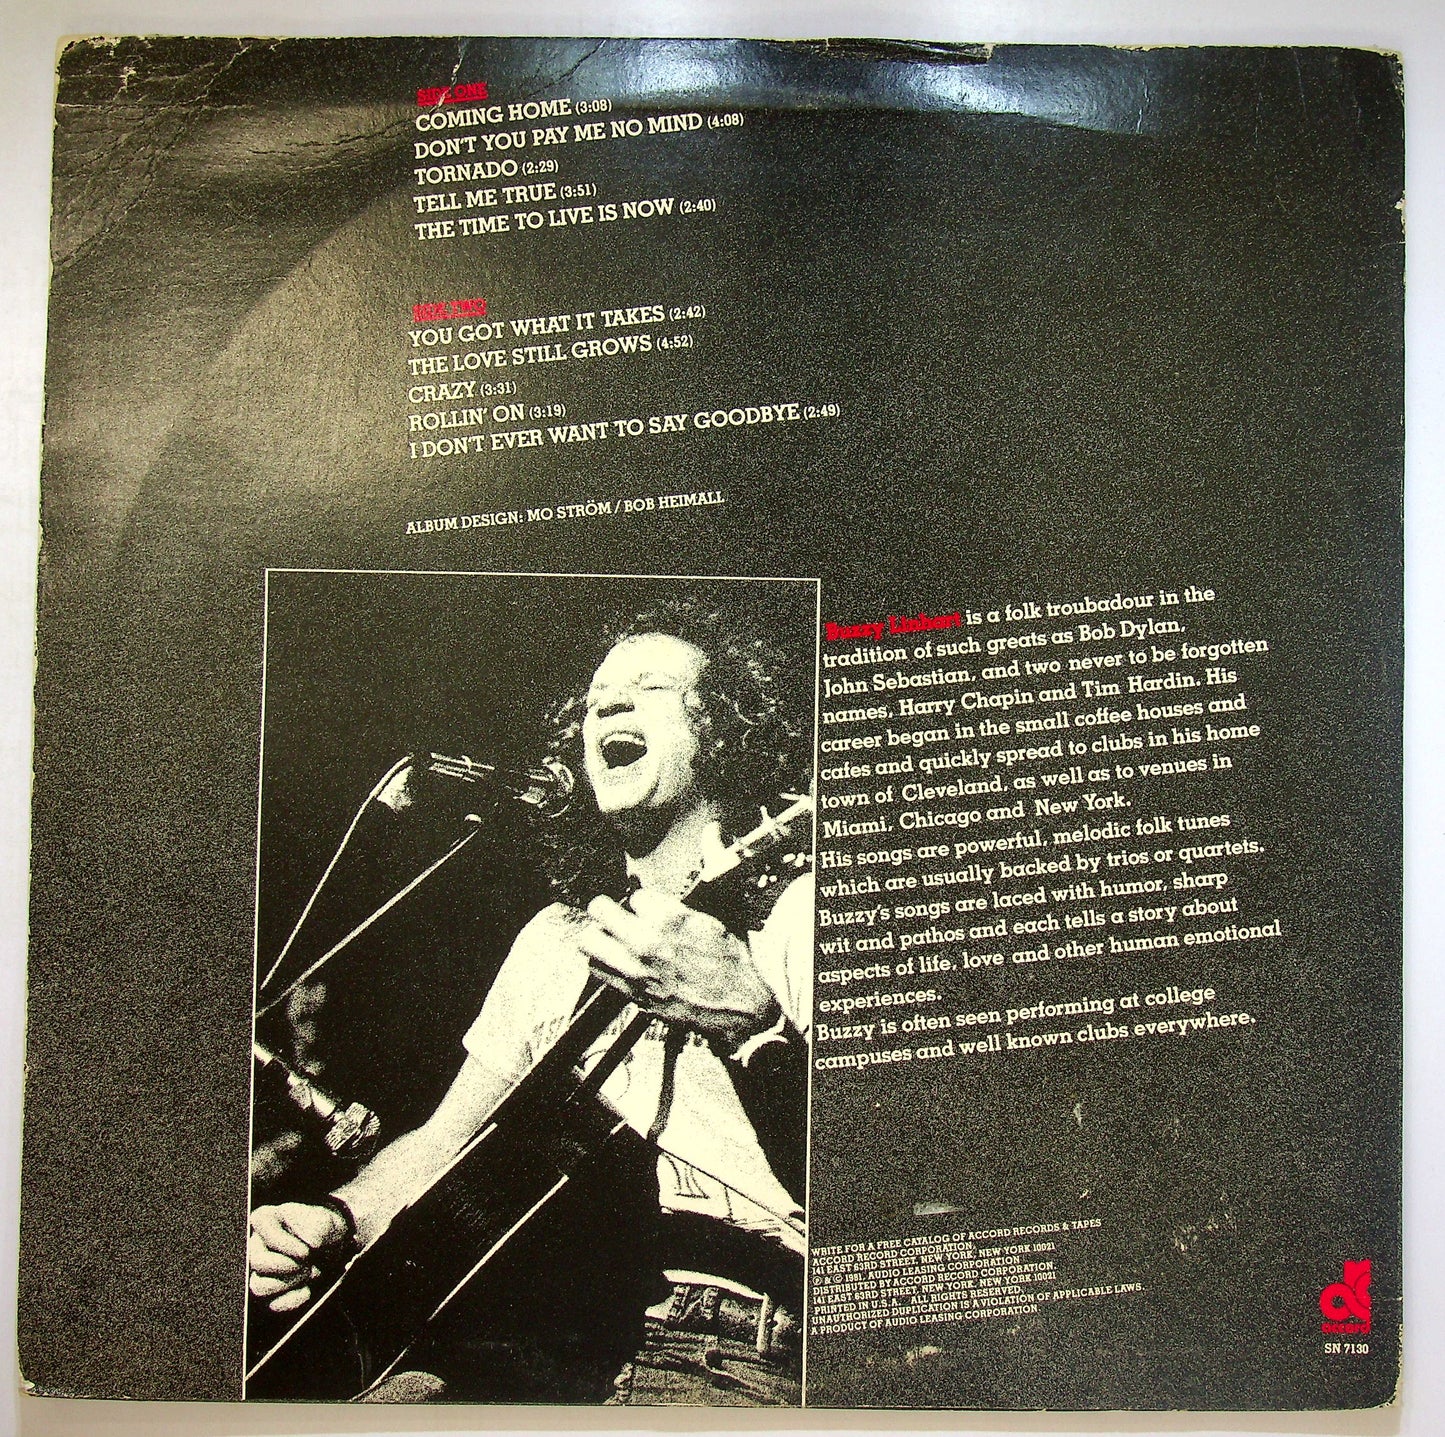 SIDE ONE
COMING HOME (3:08)
DON'T YOU PAY ME NO MIND (4:08)
TORNADO (2:29)
TELL ME TRUE (3:51)
THE TIME TO LIVE IS NOW (2:40)
SIDE TWO
YOU GOT WHAT IT TAKES (2:42)
THE LOVE STILL GROWS (4:52)
CRAZY (3:31)
ROLLIN' ON (3:19)
I DON'T EVER WANT TO SAY GOODBYE (2:49)
ALBUM DESIGN: MO STRÖM / BOB HEIMALL
Buzzy Linhart is a folk troubadour in the
tradition of such greats as Bob Dylan,
John Sebastian, and two never to be forgotten
names, Harry Chapin and Tim Hardin. His
career began in the small coffee houses and
cafes and quickly spread to clubs in his home
town of Cleveland, as well as to venues in
Miami, Chicago and New York.
His songs are powerful, melodic folk tunes
which are usually backed by trios or quartets.
Buzzy's songs are laced with humor, sharp
wit and pathos and each tells a story about
aspects of life, love and other human emotional
experiences.
Buzzy is often seen performing at college
campuses and well known clubs everywhere.
WRITE FOR A FREE CATALOG OF ACCORD RECORDS & TAPES
ACCORD RECORD CORPORATION,
141 EAST 63RD STREET, NEW YORK, NEW YORK 10021
℗ & © 1981, AUDIO LEASING CORPORATION
DISTRIBUTED BY ACCORD RECORD CORPORATION,
141 EAST 63RD STREET, NEW YORK, NEW YORK 10021
PRINTED IN U.S.A. ALL RIGHTS RESERVED.
UNAUTHORIZED DUPLICATION IS A VIOLATION OF APPLICABLE LAWS.
A PRODUCT OF AUDIO LEASING CORPORATION
accord
SN 7130